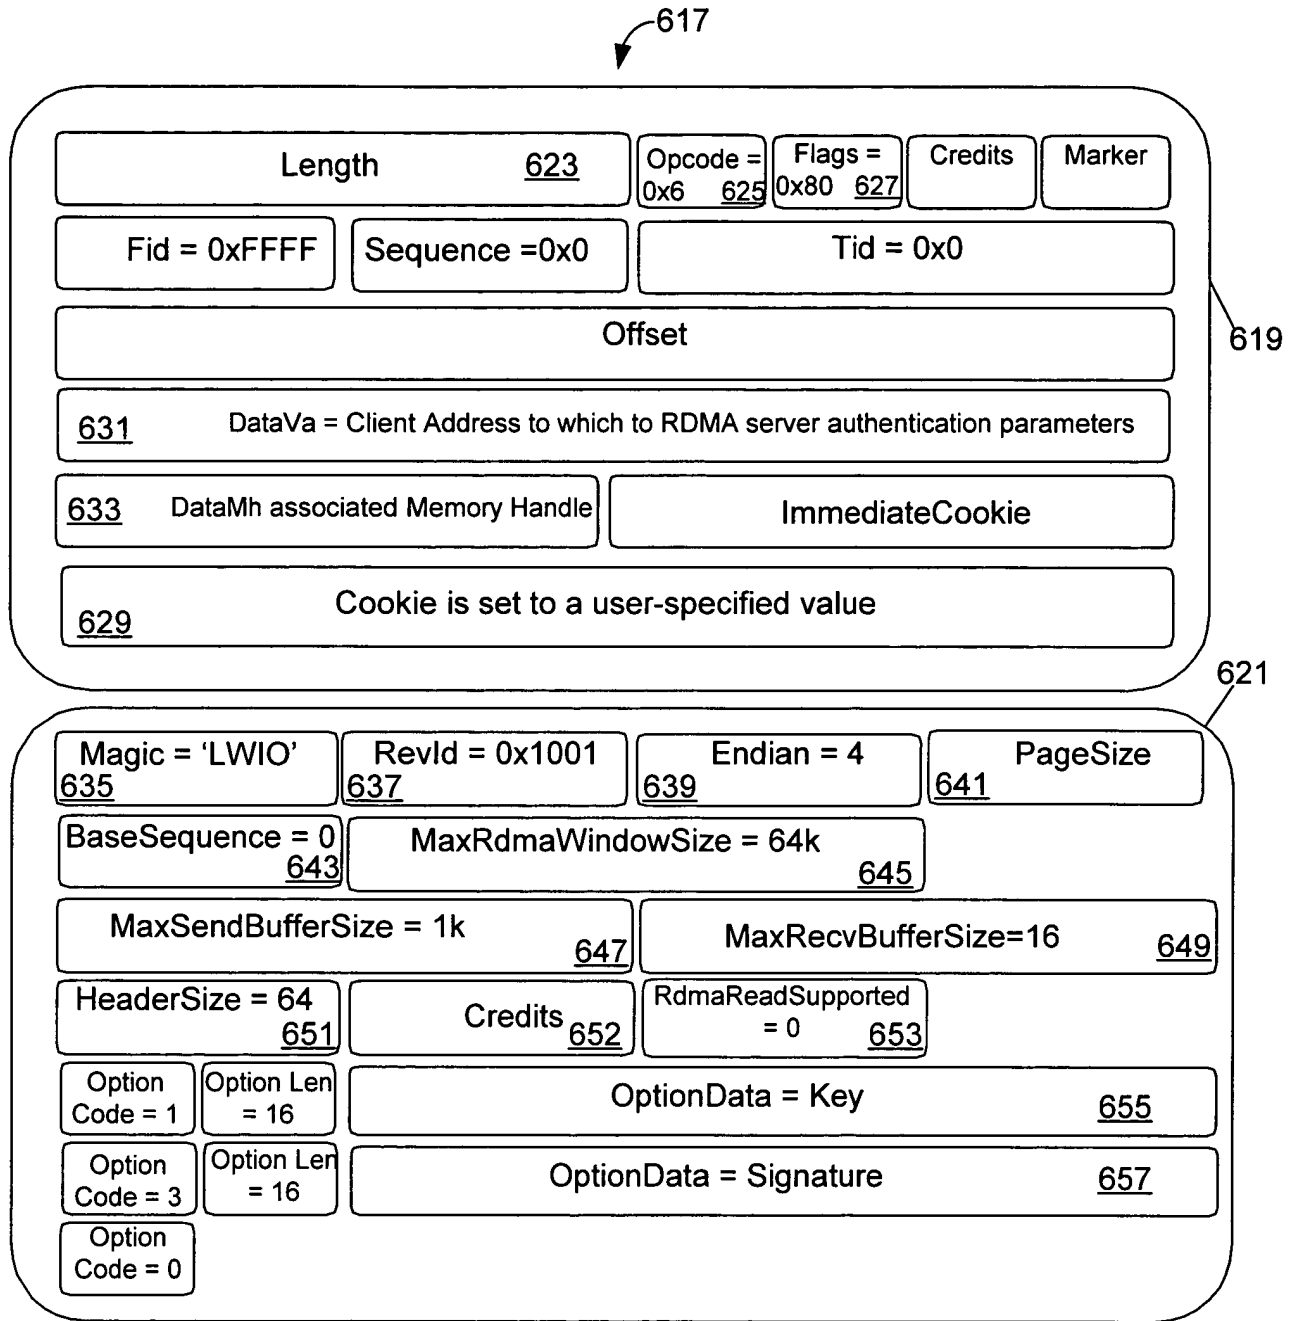 617
Length 623
Opcode =
0x6 625
Flags =
0x80 627
Credits
Marker
Fid = 0xFFFF
Sequence =0x0
Tid = 0x0
Offset
619
631 DataVa = Client Address to which to RDMA server authentication parameters
633 DataMh associated Memory Handle
ImmediateCookie
Cookie is set to a user-specified value
629
621
Magic = ‘LWIO’
635
RevId = 0x1001
637
Endian = 4
639
PageSize
641
BaseSequence = 0
643
MaxRdmaWindowSize = 64k
645
MaxSendBufferSize = 1k
647
MaxRecvBufferSize=16 649
HeaderSize = 64
651
Credits 652
RdmaReadSupported
= 0 653
Option
Code = 1
Option Len
= 16
OptionData = Key 655
Option
Code = 3
Option Len
= 16
OptionData = Signature 657
Option
Code = 0